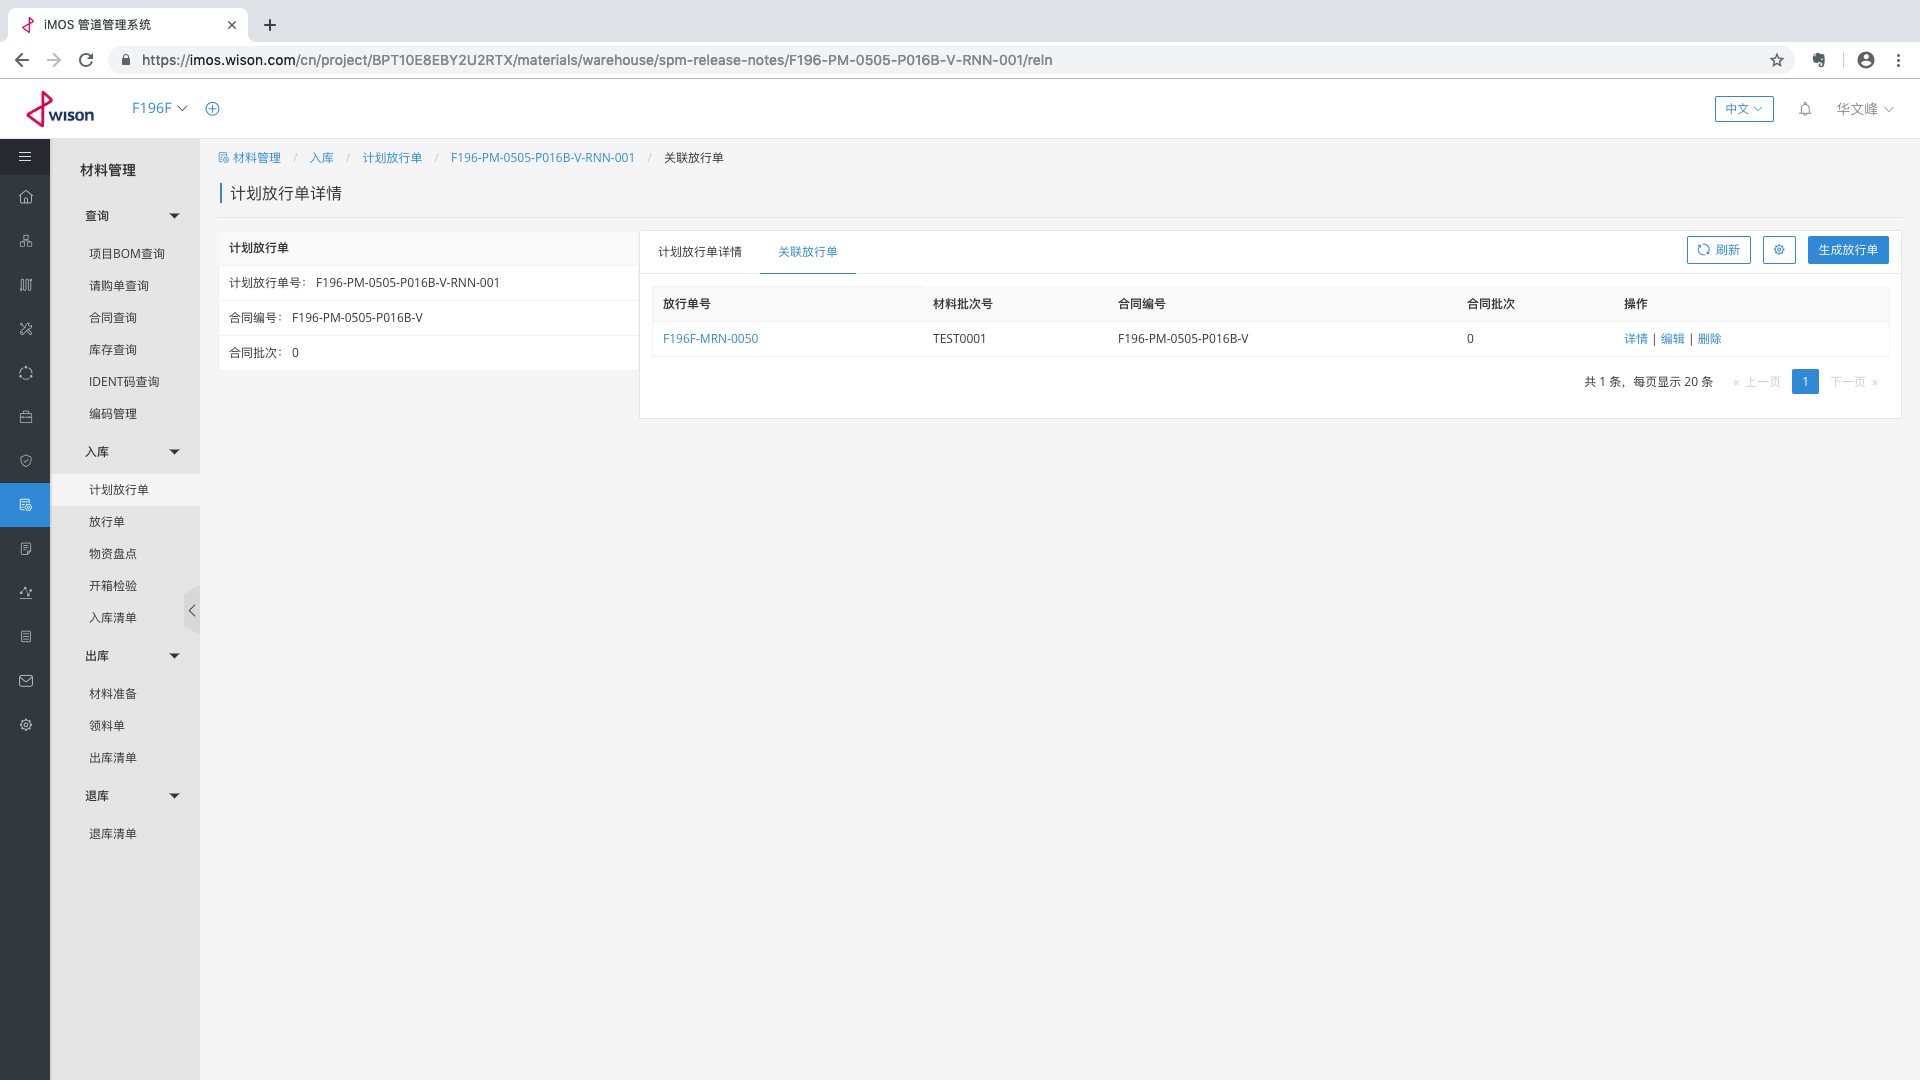 iMOS 管道管理系统
https://imos.wison.com/cn/project/BPT10E8EBY2U2RTX/materials/warehouse/spm-release-notes/F196-PM-0505-P016B-V-RNN-001/reln
wison
F196F
中文
华文峰
材料管理
查询
项目BOM查询
请购单查询
合同查询
库存查询
IDENT码查询
编码管理
入库
计划放行单
放行单
物资盘点
开箱检验
入库清单
出库
材料准备
领料单
出库清单
退库
退库清单
材料管理 / 入库 / 计划放行单 / F196-PM-0505-P016B-V-RNN-001 / 关联放行单
计划放行单详情
计划放行单
计划放行单号： F196-PM-0505-P016B-V-RNN-001
合同编号： F196-PM-0505-P016B-V
合同批次： 0
计划放行单详情 关联放行单
刷新 生成放行单
放行单号 材料批次号 合同编号 合同批次 操作
F196F-MRN-0050 TEST0001 F196-PM-0505-P016B-V 0 详情 | 编辑 | 删除
共 1 条，每页显示 20 条 « 上一页 1 下一页 »